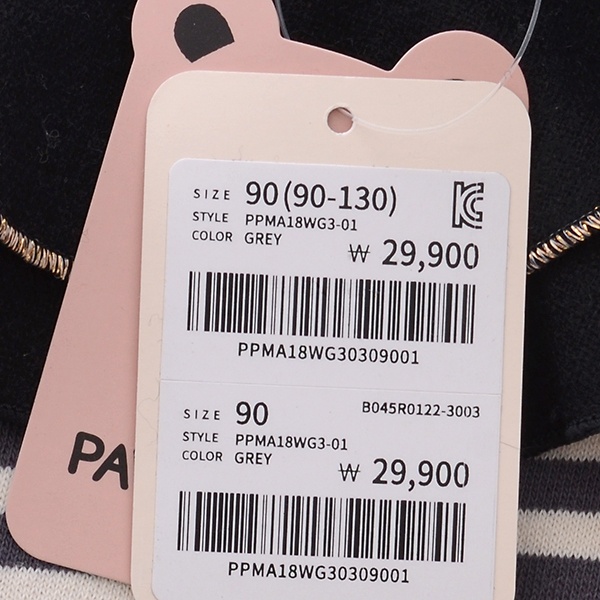 SIZE 90(90-130)
STYLE PPMA18WG3-01
COLOR GREY
₩ 29,900
PPMA18WG30309001
SIZE 90
B045R0122-3003
STYLE PPMA18WG3-01
COLOR GREY
₩ 29,900
PPMA18WG30309001
PA